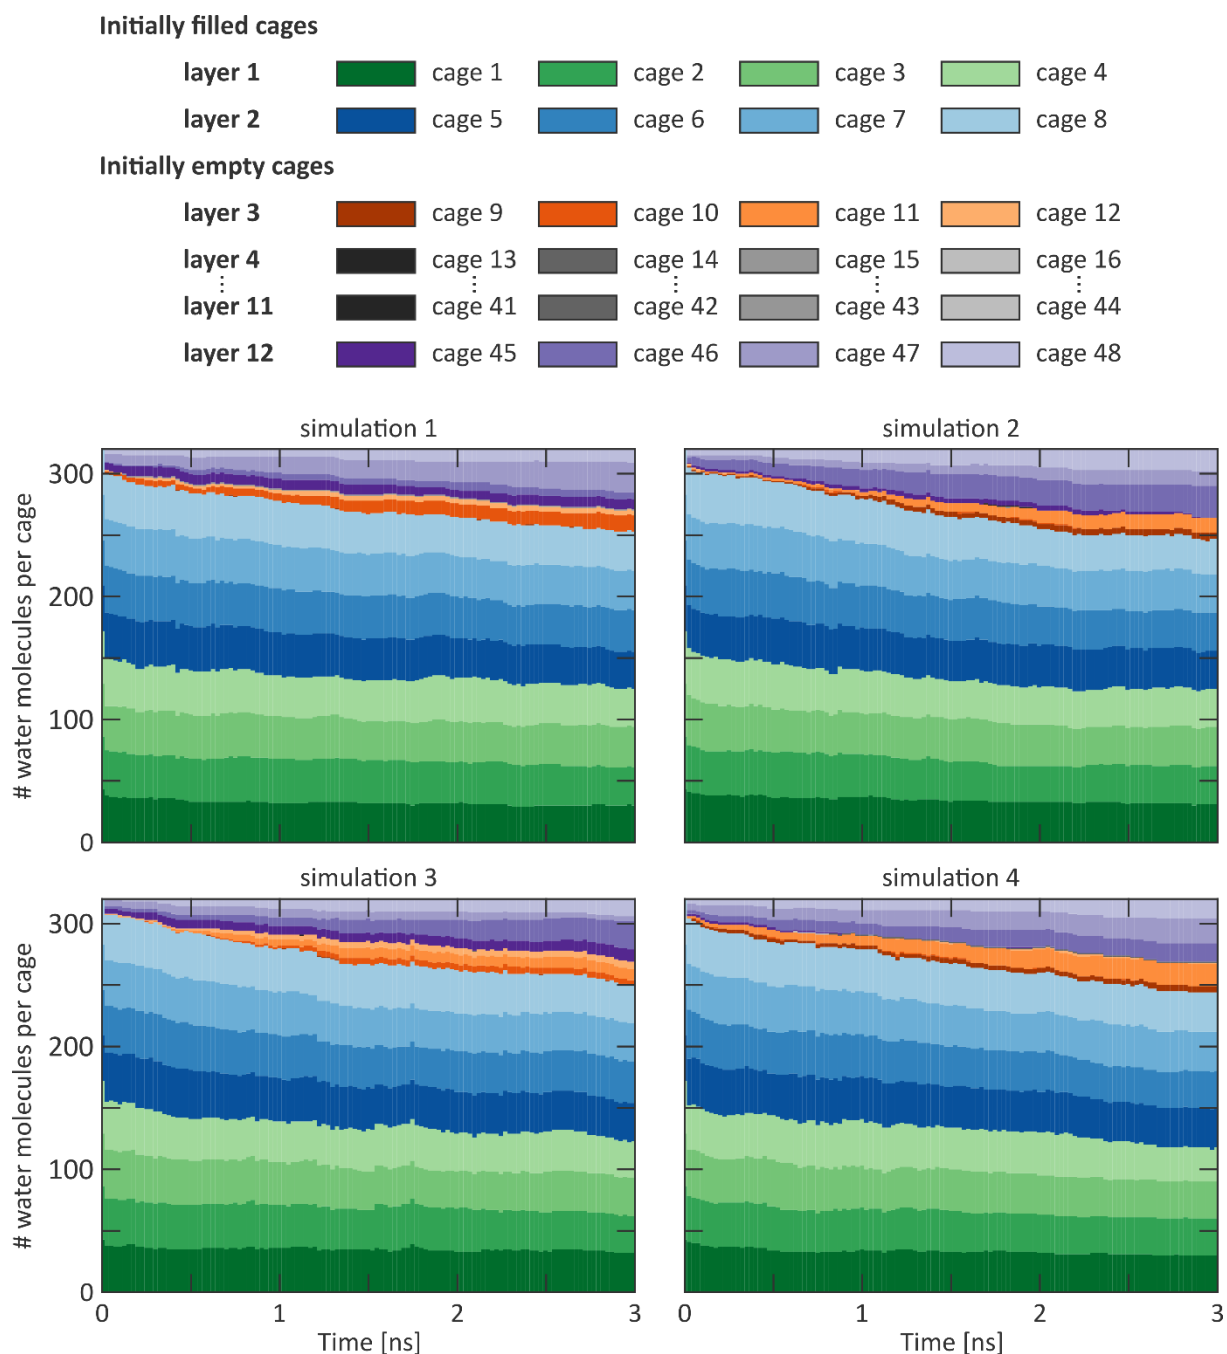 Initially filled cages
layer 1 cage 1 cage 2 cage 3 cage 4
layer 2 cage 5 cage 6 cage 7 cage 8
Initially empty cages
layer 3 cage 9 cage 10 cage 11 cage 12
layer 4 cage 13 cage 14 cage 15 cage 16
layer 11 cage 41 cage 42 cage 43 cage 44
layer 12 cage 45 cage 46 cage 47 cage 48
simulation 1
simulation 2
# water molecules per cage
300
200
100
0
simulation 3
simulation 4
# water molecules per cage
300
200
100
0
0 1 2 3
0 1 2 3
Time [ns]
Time [ns]